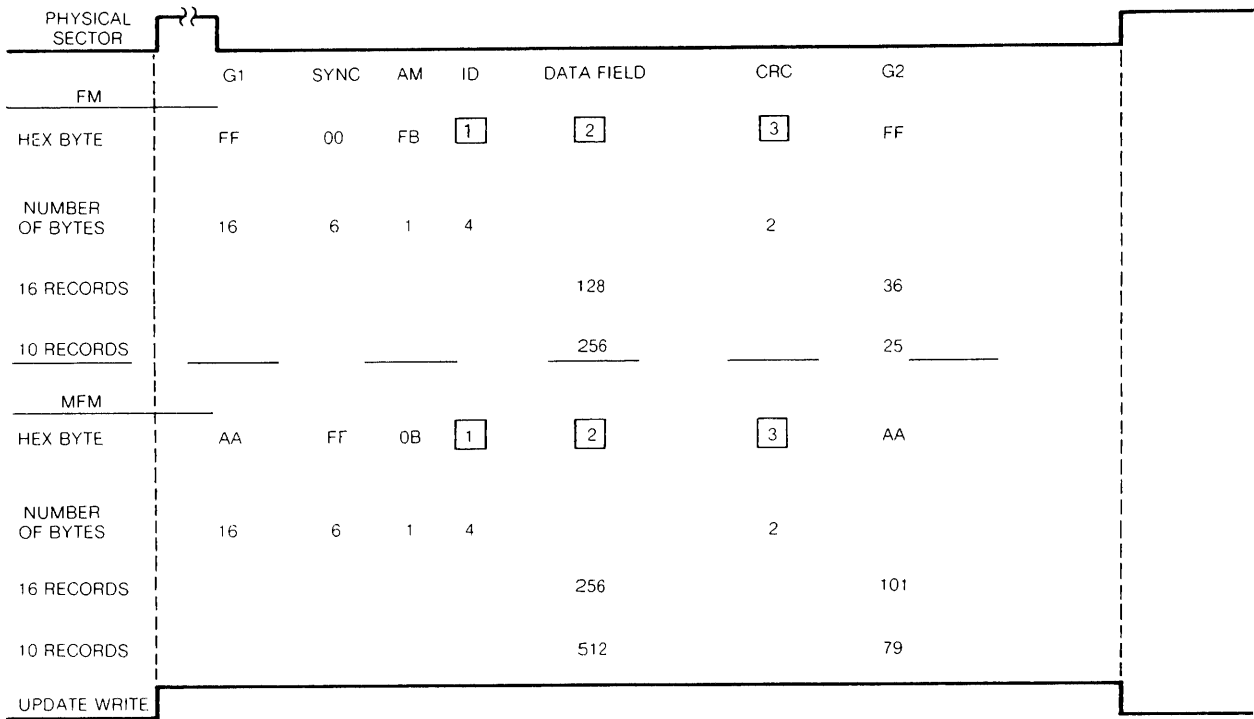 PHYSICAL
SECTOR
G1 SYNC AM ID DATA FIELD CRC G2
FM
HEX BYTE FF 00 FB 1 2 3 FF
NUMBER
OF BYTES 16 6 1 4 2
16 RECORDS 128 36
10 RECORDS 256 25
MFM
HEX BYTE AA FF 0B 1 2 3 AA
NUMBER
OF BYTES 16 6 1 4 2
16 RECORDS 256 101
10 RECORDS 512 79
UPDATE WRITE